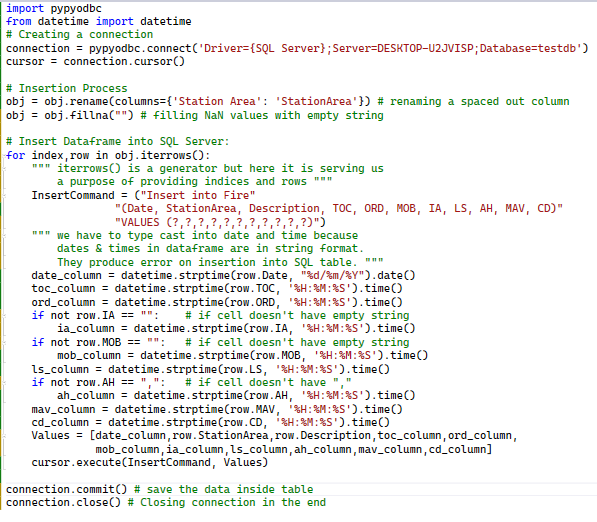 import pypyodbc
from datetime import datetime
# Creating a connection
connection = pypyodbc.connect('Driver={SQL Server};Server=DESKTOP-U2JVISP;Database=testdb')
cursor = connection.cursor()

# Insertion Process
obj = obj.rename(columns={'Station Area': 'StationArea'}) # renaming a spaced out column
obj = obj.fillna("") # filling NaN values with empty string

# Insert Dataframe into SQL Server:
for index,row in obj.iterrows():
    """ iterrows() is a generator but here it is serving us
        a purpose of providing indices and rows """
    InsertCommand = ("Insert into Fire"
                 "(Date, StationArea, Description, TOC, ORD, MOB, IA, LS, AH, MAV, CD)"
                 "VALUES (?,?,?,?,?,?,?,?,?,?,?)")
    """ we have to type cast into date and time because
        dates & times in dataframe are in string format.
        They produce error on insertion into SQL table. """
    date_column = datetime.strptime(row.Date, "%d/%m/%Y").date()
    toc_column = datetime.strptime(row.TOC, '%H:%M:%S').time()
    ord_column = datetime.strptime(row.ORD, '%H:%M:%S').time()
    if not row.IA == "":   # if cell doesn't have empty string
        ia_column = datetime.strptime(row.IA, '%H:%M:%S').time()
    if not row.MOB == "":   # if cell doesn't have empty string
        mob_column = datetime.strptime(row.MOB, '%H:%M:%S').time()
    ls_column = datetime.strptime(row.LS, '%H:%M:%S').time()
    if not row.AH == ",":   # if cell doesn't have ","
        ah_column = datetime.strptime(row.AH, '%H:%M:%S').time()
    mav_column = datetime.strptime(row.MAV, '%H:%M:%S').time()
    cd_column = datetime.strptime(row.CD, '%H:%M:%S').time()
    Values = [date_column,row.StationArea,row.Description,toc_column,ord_column,
              mob_column,ia_column,ls_column,ah_column,mav_column,cd_column]
    cursor.execute(InsertCommand, Values)

connection.commit() # save the data inside table
connection.close() # Closing connection in the end